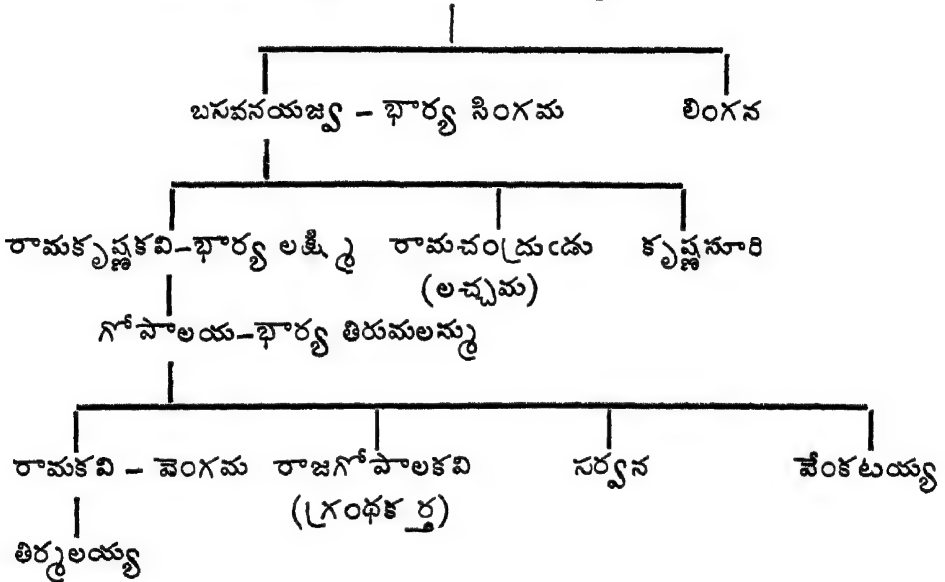 బసవనయజ్వ – భార్య సింగమ లింగన
రామకృష్ణకవి–భార్య లక్ష్మి రామచంద్రుఁడు కృష్ణసూరి
(లచ్చమ)
గోపాలయ–భార్య తిరుమలమ్మ
రామకవి – వెంగమ రాజగోపాలకవి సర్వన వేంకటయ్య
(గ్రంథకర్త)
తిర్మలయ్య